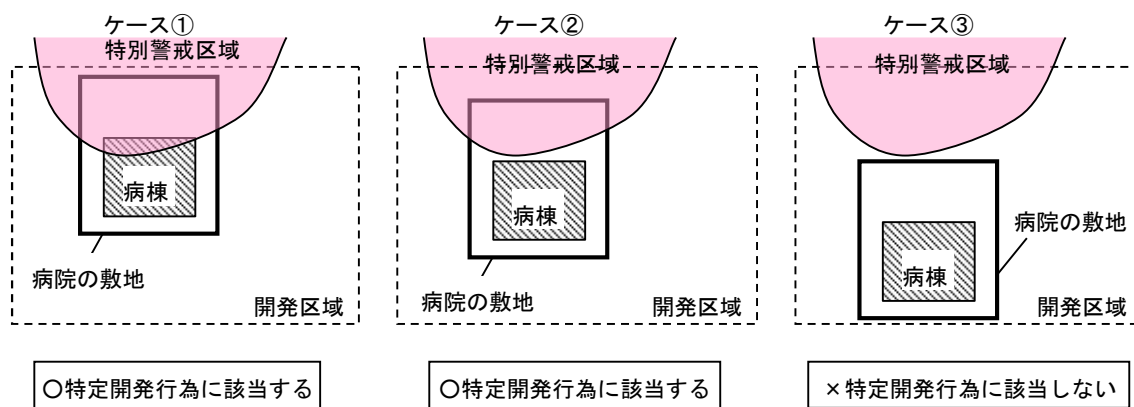 ケース①
特別警戒区域
病棟
病院の敷地
開発区域
〇特定開発行為に該当する
ケース②
特別警戒区域
病棟
病院の敷地
開発区域
〇特定開発行為に該当する
ケース③
特別警戒区域
病院の敷地
病棟
開発区域
×特定開発行為に該当しない